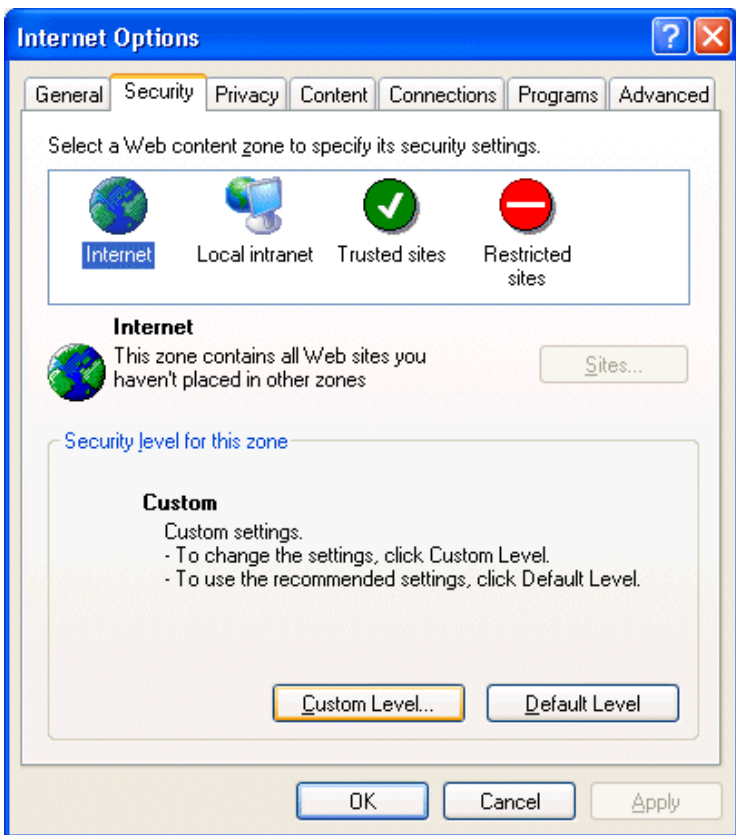 Internet Options
General Security Privacy Content Connections Programs Advanced
Select a Web content zone to specify its security settings.
Internet Local intranet Trusted sites Restricted
sites
Internet
This zone contains all Web sites you
haven't placed in other zones
Sites...
Security level for this zone
Custom
Custom settings.
- To change the settings, click Custom Level.
- To use the recommended settings, click Default Level.
Custom Level... Default Level
OK Cancel Apply